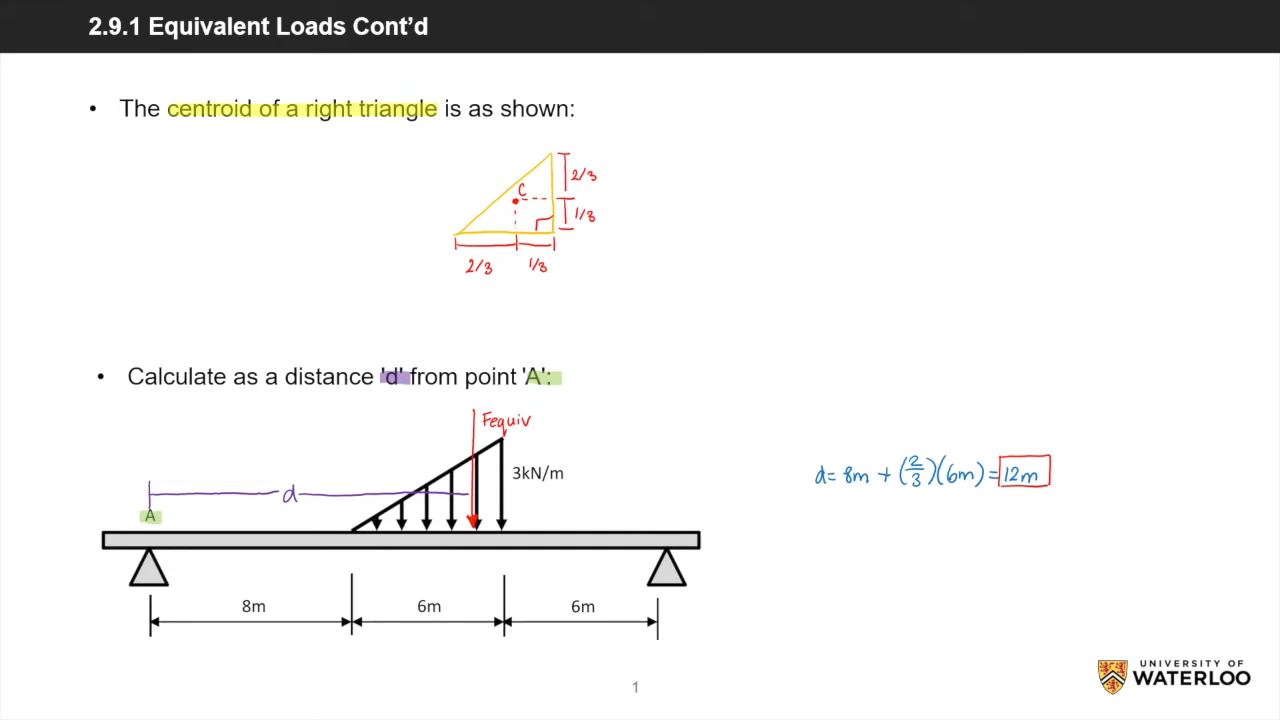 2.9.1 Equivalent Loads Cont’d
• The centroid of a right triangle is as shown:
2/3
C
1/3
2/3 1/3
• Calculate as a distance 'd' from point 'A':
Fequiv
3kN/m
d
A
d = 8m + (2/3)(6m) = 12m
8m 6m 6m
UNIVERSITY OF
WATERLOO
1